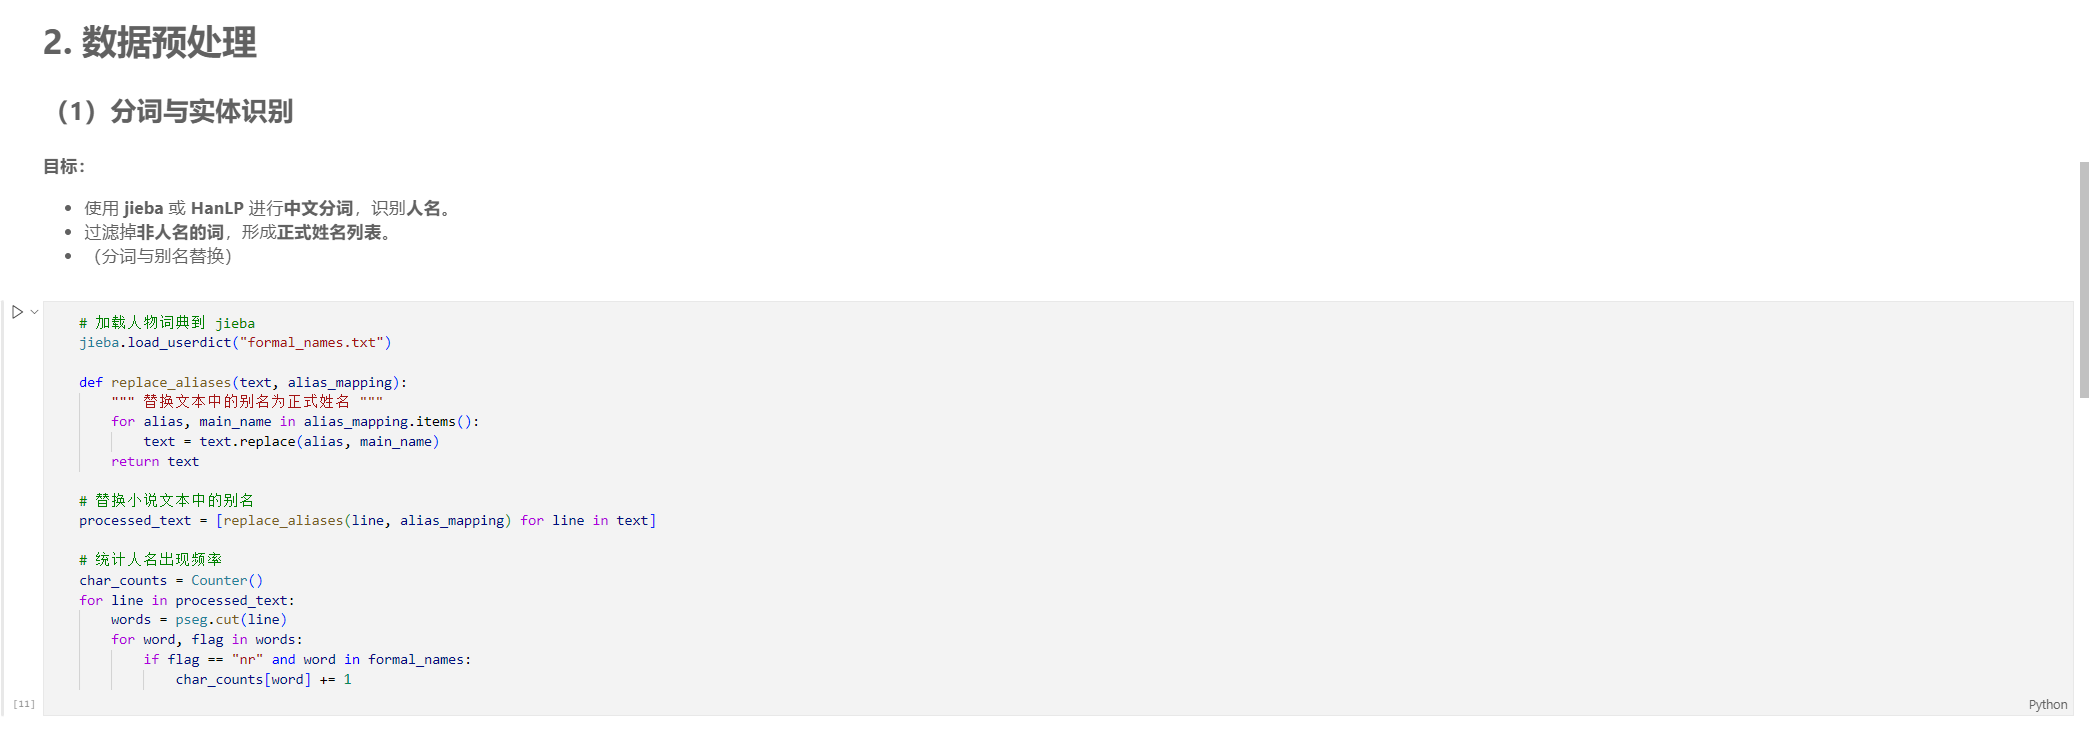 2. 数据预处理
（1）分词与实体识别
目标：
• 使用 jieba 或 HanLP 进行中文分词，识别人名。
• 过滤掉非人名的词，形成正式姓名列表。
• （分词与别名替换）
# 加载人物词典到 jieba
jieba.load_userdict("formal_names.txt")
def replace_aliases(text, alias_mapping):
""" 替换文本中的别名为正式姓名 """
for alias, main_name in alias_mapping.items():
text = text.replace(alias, main_name)
return text
# 替换小说文本中的别名
processed_text = [replace_aliases(line, alias_mapping) for line in text]
# 统计人名出现频率
char_counts = Counter()
for line in processed_text:
words = pseg.cut(line)
for word, flag in words:
if flag == "nr" and word in formal_names:
char_counts[word] += 1
[11]
Python